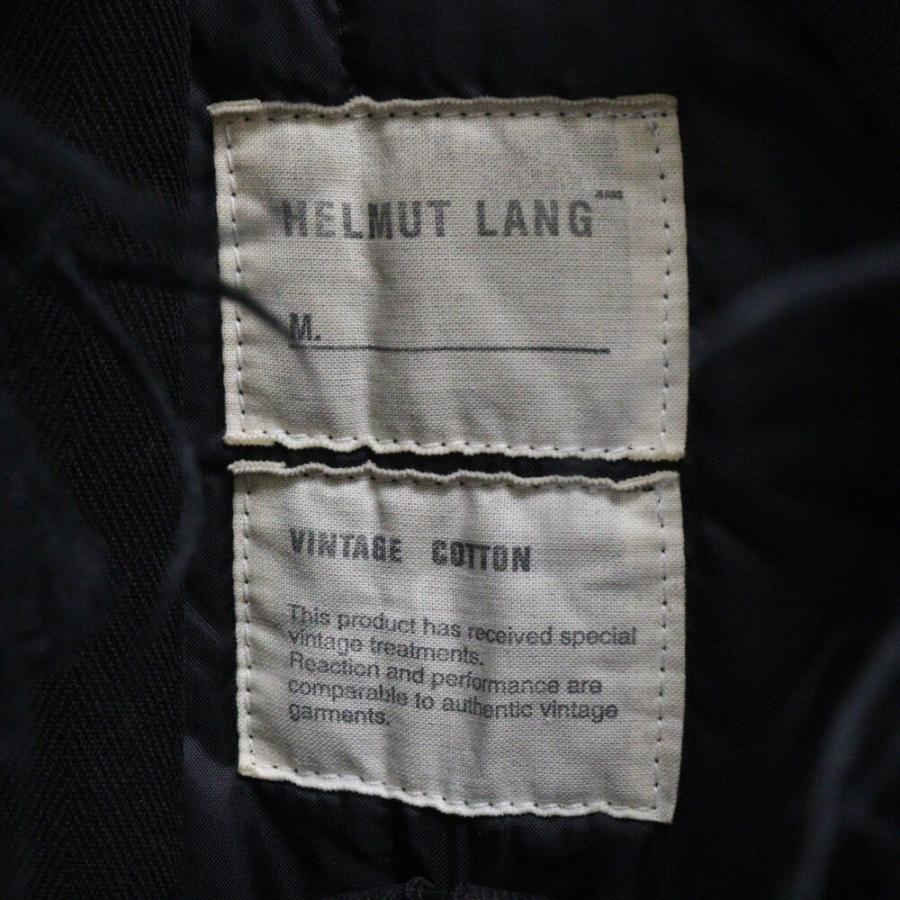 HELMUT LANG JEANS
M.
VINTAGE COTTON
This product has received special
vintage treatments.
Reaction and performance are
comparable to authentic vintage
garments.